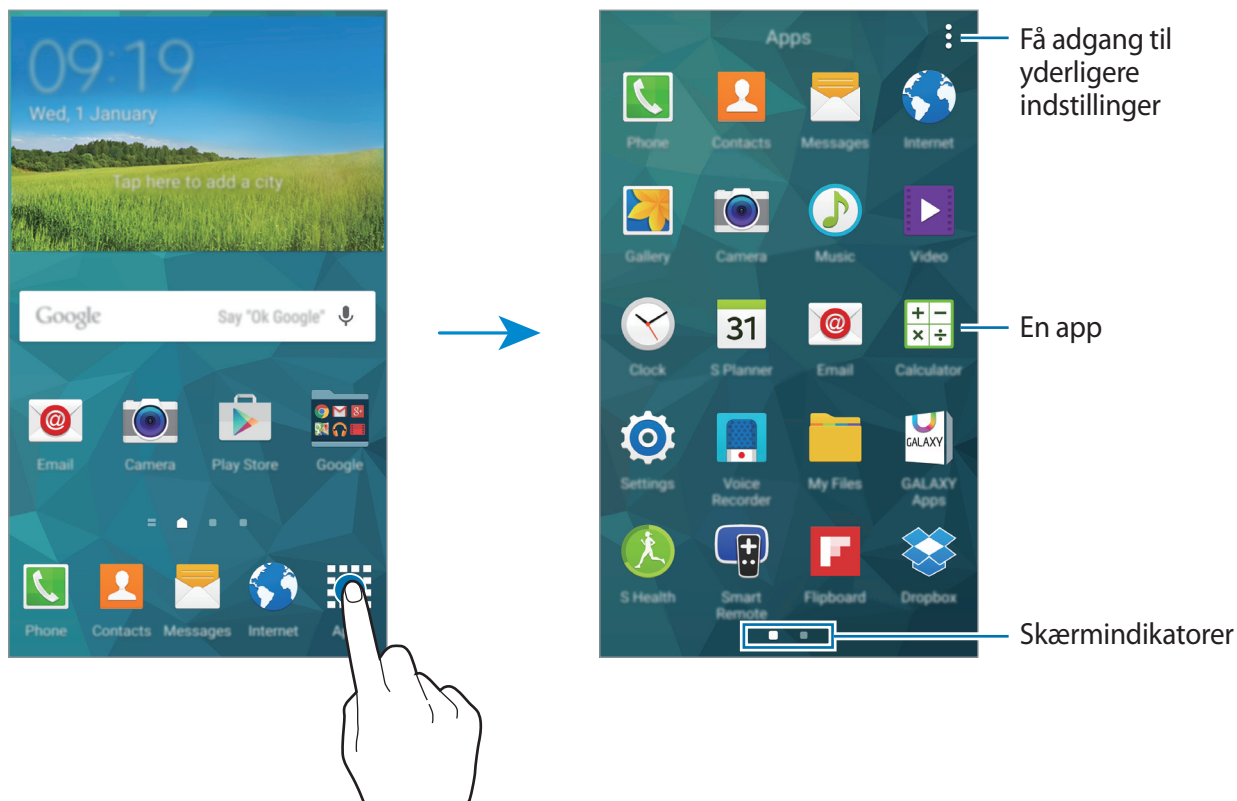 09:19
Wed, 1 January
Tap here to add a city
Google
Say "Ok Google"
Email
Camera
Play Store
Google
Phone
Contacts
Messages
Internet
Apps
Phone
Contacts
Messages
Internet
Gallery
Camera
Music
Video
Clock
31
S Planner
Email
Calculator
Settings
Voice
Recorder
My Files
GALAXY
GALAXY
Apps
S Health
Smart
Remote
Flipboard
Dropbox
Få adgang til
yderligere
indstillinger
En app
Skærmindikatorer